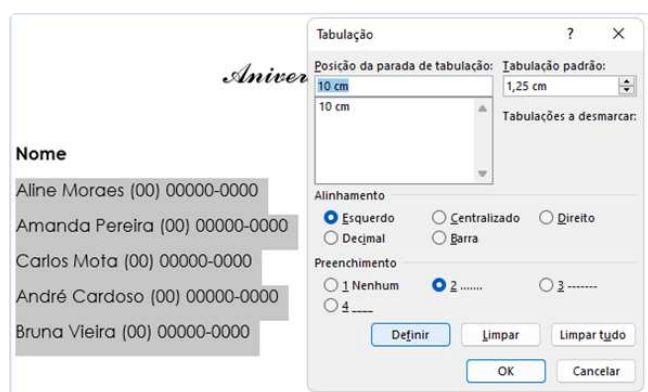 Aniver
Nome
Aline Moraes (00) 00000-0000
Amanda Pereira (00) 00000-0000
Carlos Mota (00) 00000-0000
André Cardoso (00) 00000-0000
Bruna Vieira (00) 00000-0000
Tabulação ? X
Posição da parada de tabulação: Tabulação padrão:
10 cm 1,25 cm
10 cm
Tabulações a desmarcar:
Alinhamento
Esquerdo Centralizado Direito
Decimal Barra
Preenchimento
1 Nenhum 2 ....... 3 -------
4 ___
Definir Limpar Limpar tudo
OK Cancelar